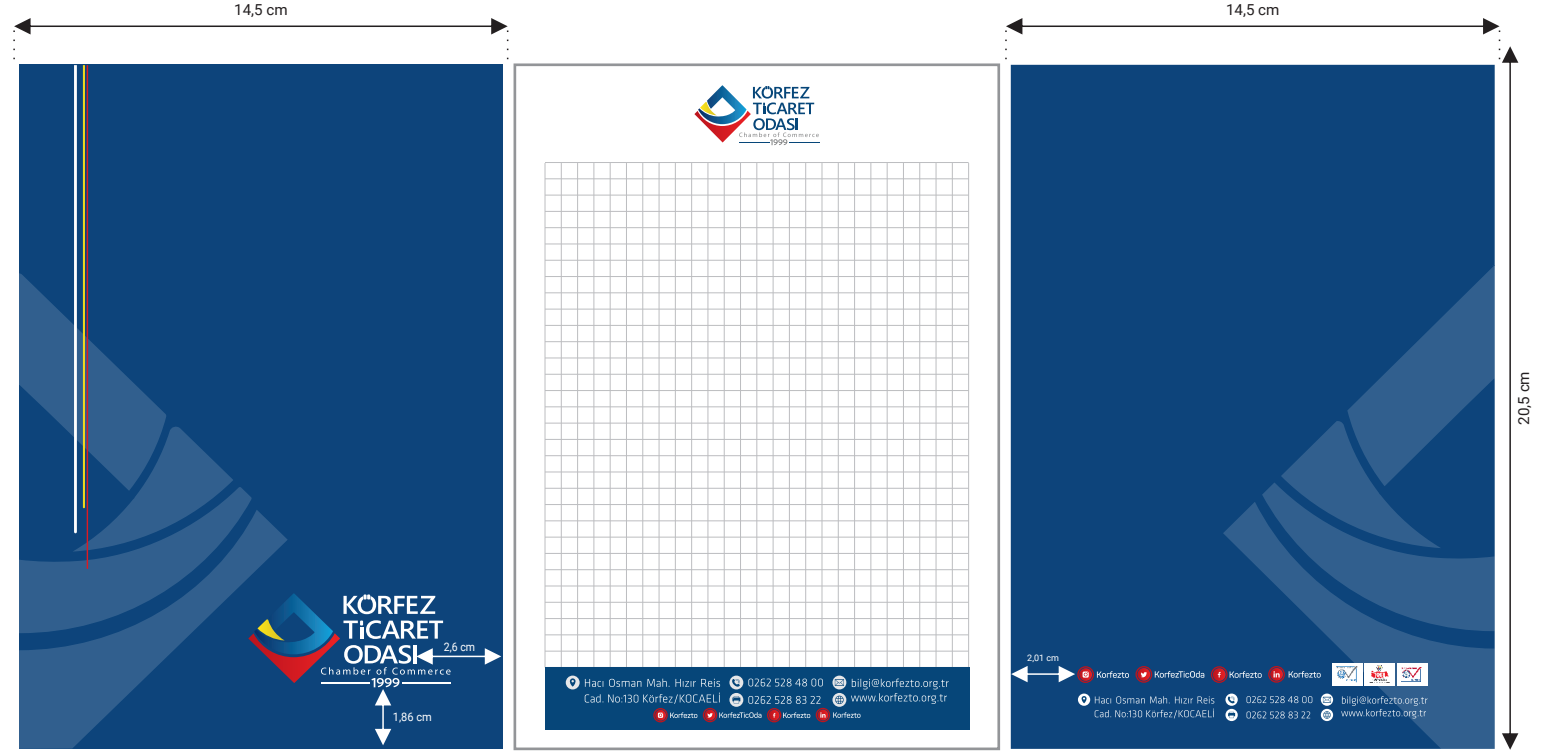 14,5 cm
14,5 cm
20,5 cm
KÖRFEZ
TİCARET
ODASI
Chamber of Commerce
1999
2,6 cm
1,86 cm
KÖRFEZ
TİCARET
ODASI
Chamber of Commerce
1999
Hacı Osman Mah. Hızır Reis 0262 528 48 00 bilgi@korfezto.org.tr
Cad. No:130 Körfez/KOCAELİ 0262 528 83 22 www.korfezto.org.tr
Korfezto KorfezTicOda Korfezto Korfezto
2,01 cm
Korfezto KorfezTicOda Korfezto Korfezto
Hacı Osman Mah. Hızır Reis 0262 528 48 00 bilgi@korfezto.org.tr
Cad. No:130 Körfez/KOCAELİ 0262 528 83 22 www.korfezto.org.tr